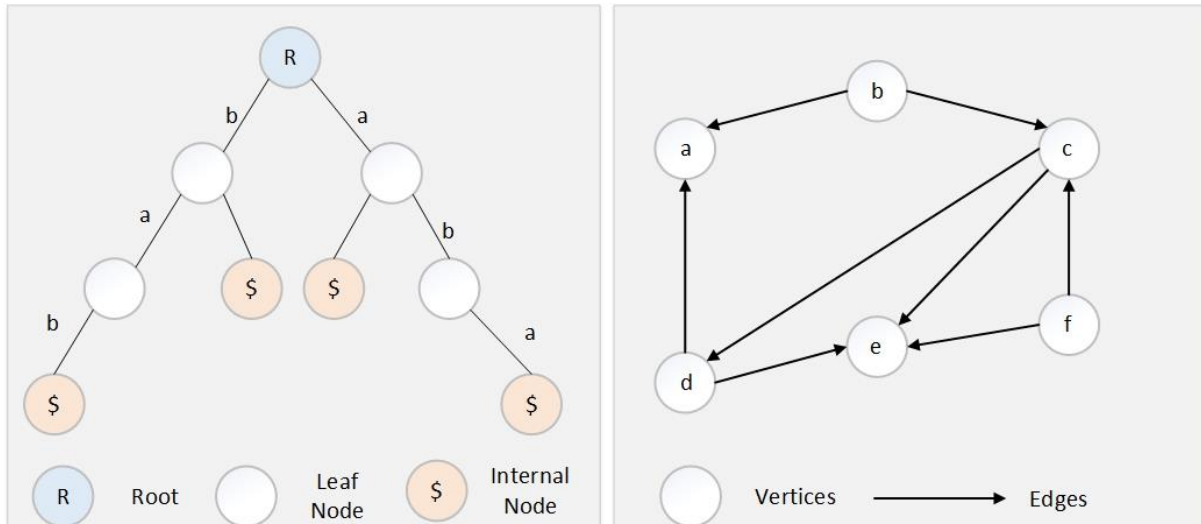 R
b
a
a
b
$
$
b
a
$
$
R
Root
Leaf
Node
$
Internal
Node
b
a
c
f
e
d
Vertices
Edges